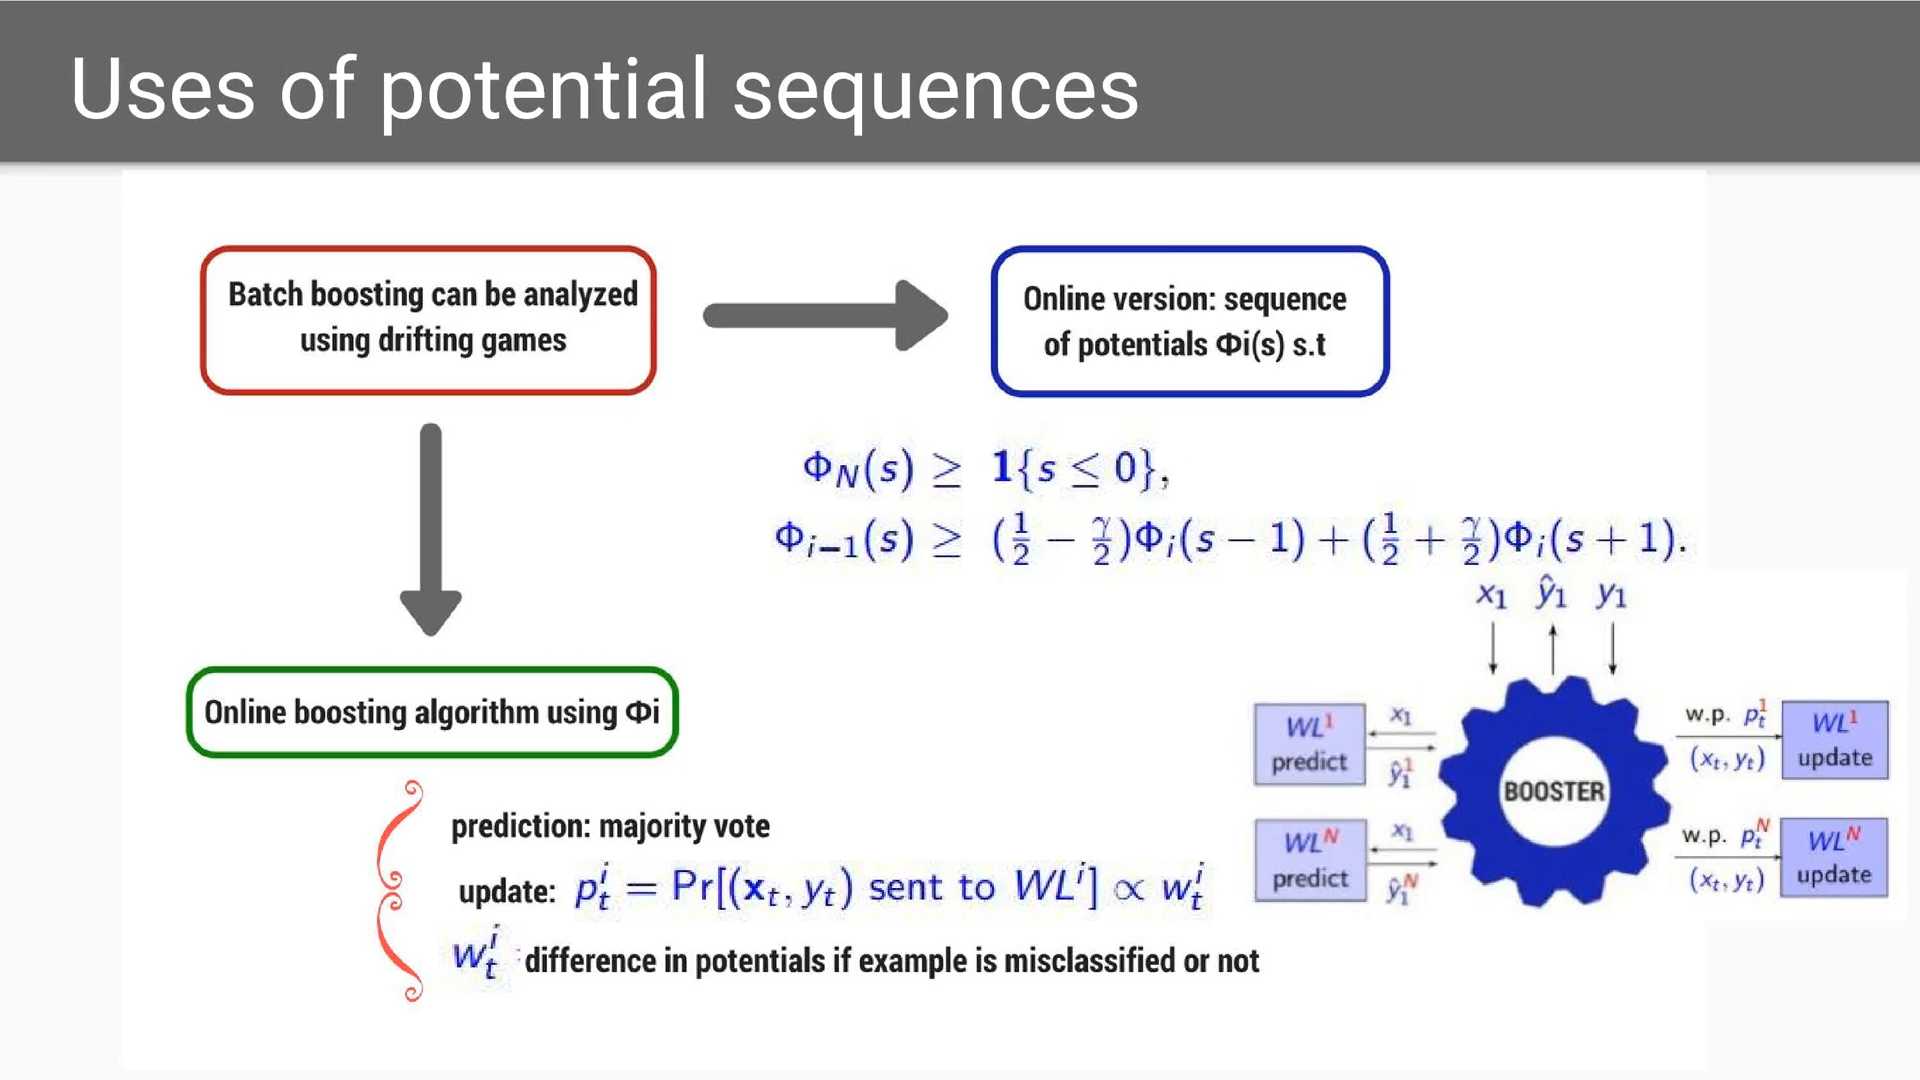 Uses of potential sequences
Batch boosting can be analyzed
using drifting games
Online version: sequence
of potentials Φi(s) s.t
Φ_N(s) ≥ 1{s ≤ 0},
Φ_{i−1}(s) ≥ (1/2 − γ/2)Φ_i(s − 1) + (1/2 + γ/2)Φ_i(s + 1).
Online boosting algorithm using Φi
prediction: majority vote
update: p_t^i = Pr[(x_t, y_t) sent to WL^i] ∝ w_t^i
w_t^i : difference in potentials if example is misclassified or not
x_1 ŷ_1 y_1
WL^1
predict
x_1
ŷ_1^1
WL^N
predict
x_1
ŷ_1^N
BOOSTER
w.p. p_t^1
(x_t, y_t)
WL^1
update
w.p. p_t^N
(x_t, y_t)
WL^N
update